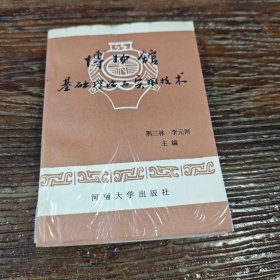 博物馆
基础理论与实用技术
荆三林 李元河
主编
河南大学出版社